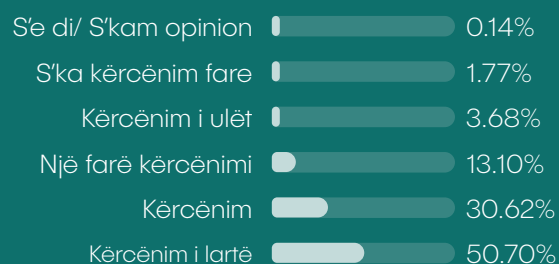 S'e di/ S'kam opinion 0.14%
S'ka kërcënim fare 1.77%
Kërcënim i ulët 3.68%
Një farë kërcënimi 13.10%
Kërcënim 30.62%
Kërcënim i lartë 50.70%